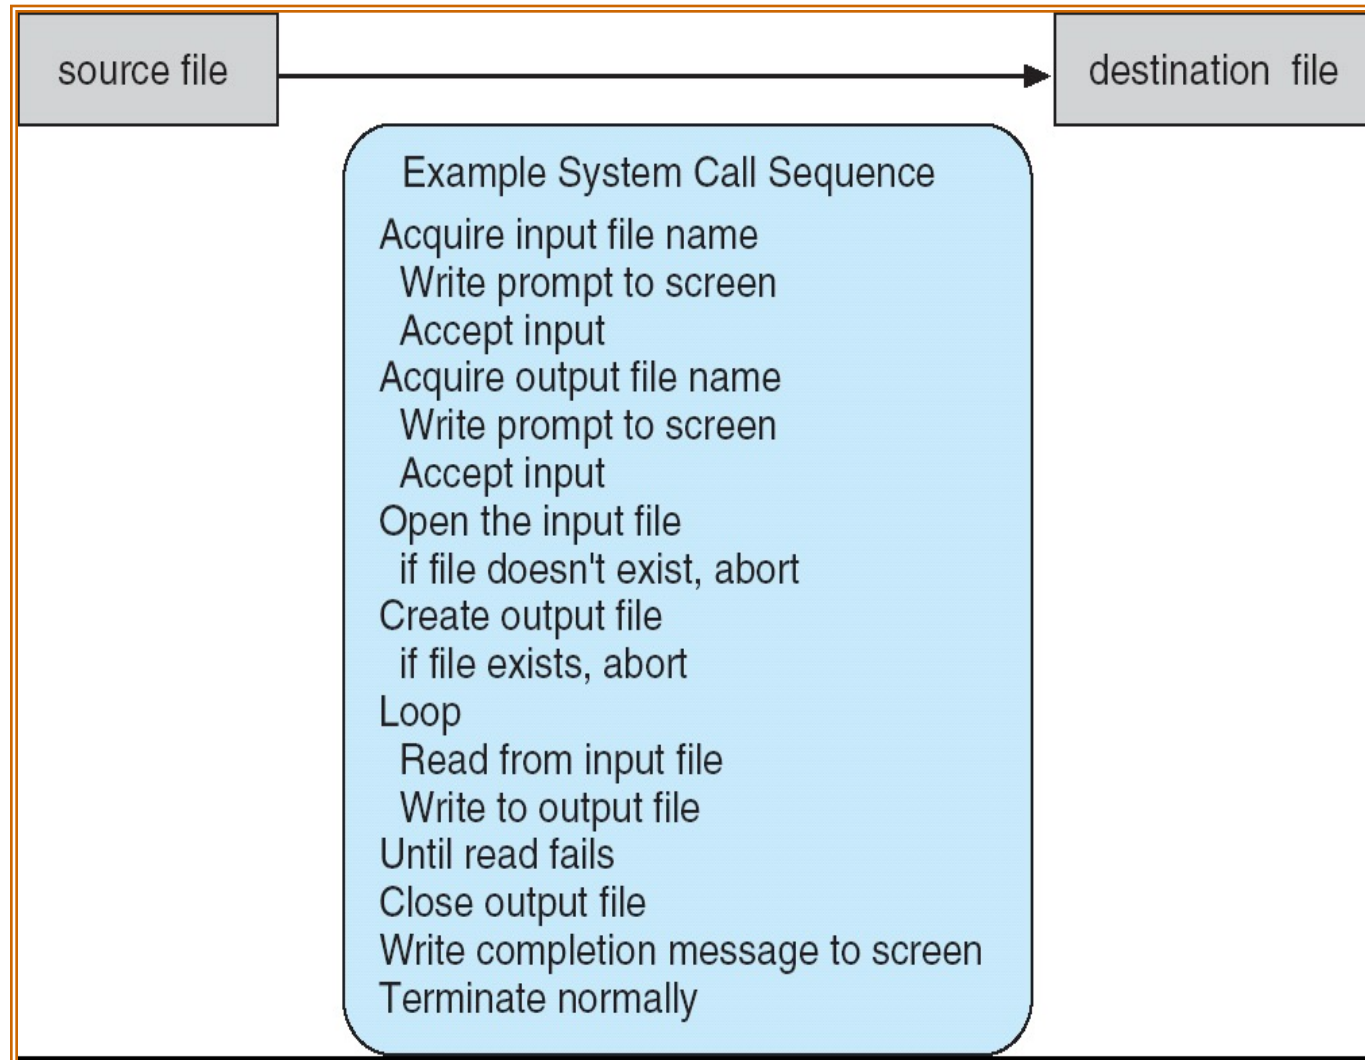 source file
destination file
Example System Call Sequence
Acquire input file name
Write prompt to screen
Accept input
Acquire output file name
Write prompt to screen
Accept input
Open the input file
if file doesn't exist, abort
Create output file
if file exists, abort
Loop
Read from input file
Write to output file
Until read fails
Close output file
Write completion message to screen
Terminate normally